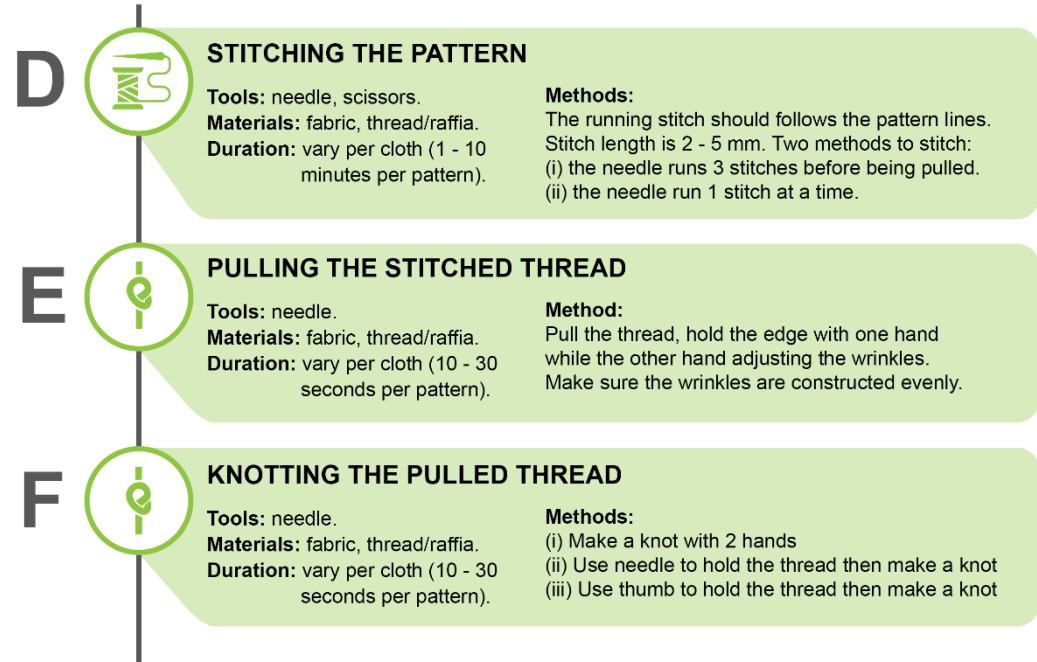 D
STITCHING THE PATTERN
Tools: needle, scissors.
Materials: fabric, thread/raffia.
Duration: vary per cloth (1 - 10
minutes per pattern).
Methods:
The running stitch should follows the pattern lines.
Stitch length is 2 - 5 mm. Two methods to stitch:
(i) the needle runs 3 stitches before being pulled.
(ii) the needle run 1 stitch at a time.
E
PULLING THE STITCHED THREAD
Tools: needle.
Materials: fabric, thread/raffia.
Duration: vary per cloth (10 - 30
seconds per pattern).
Method:
Pull the thread, hold the edge with one hand
while the other hand adjusting the wrinkles.
Make sure the wrinkles are constructed evenly.
F
KNOTTING THE PULLED THREAD
Tools: needle.
Materials: fabric, thread/raffia.
Duration: vary per cloth (10 - 30
seconds per pattern).
Methods:
(i) Make a knot with 2 hands
(ii) Use needle to hold the thread then make a knot
(iii) Use thumb to hold the thread then make a knot